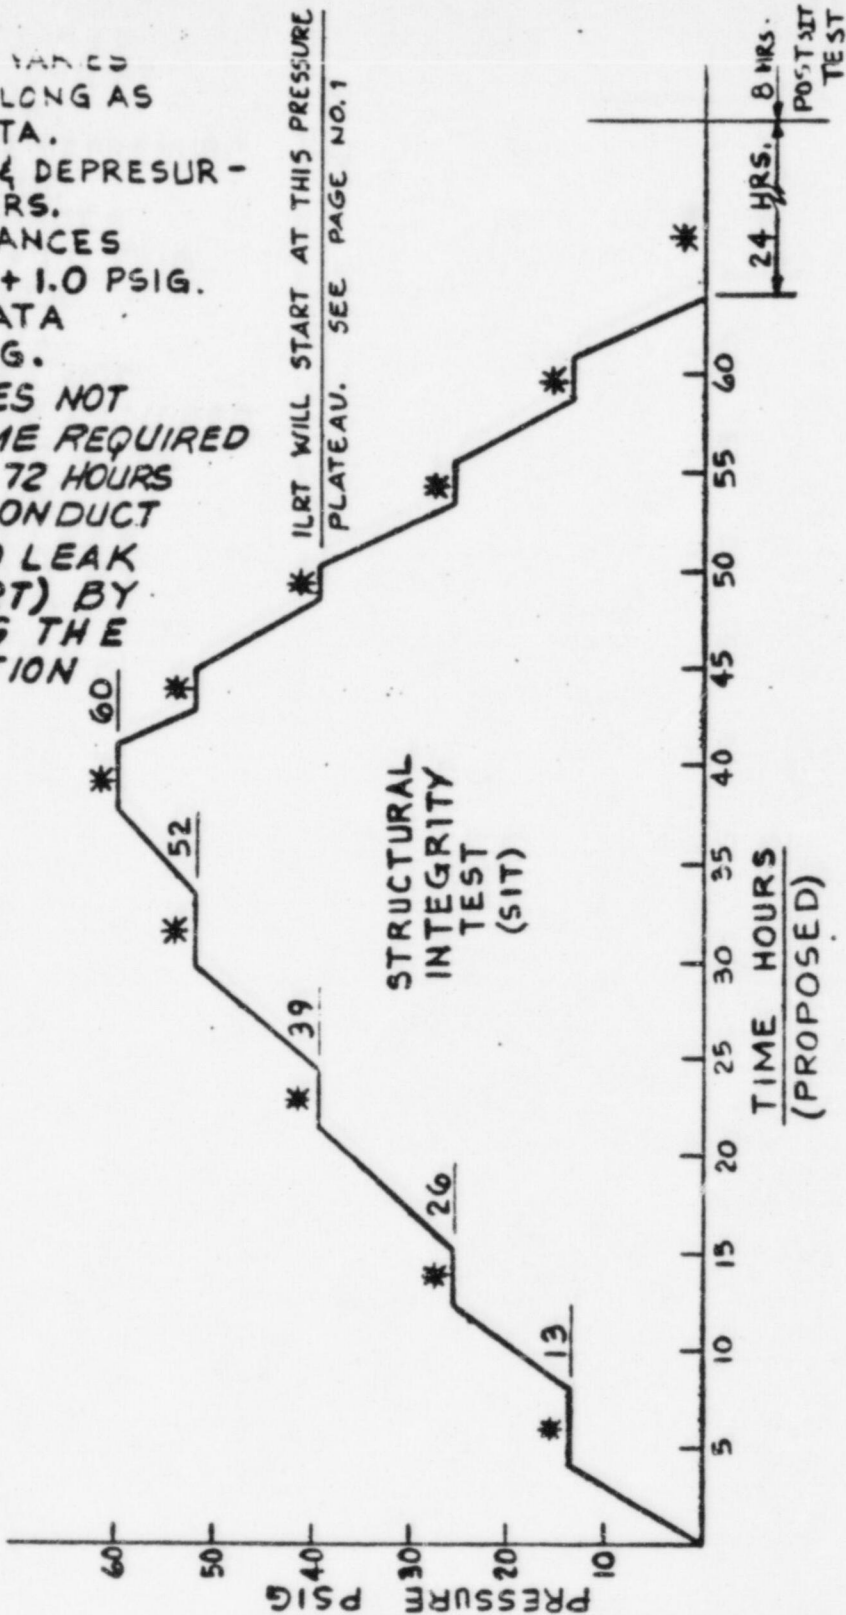 LONG AS
TA.
& DEPRESUR-
RS.
ANCES
+ 1.0 PSIG.
ATA
G.
ES NOT
ME REQUIRED
72 HOURS
ONDUCT
LEAK
T) BY
THE
TION
ILRT WILL START AT THIS PRESSURE
PLATEAU. SEE PAGE NO. 1
60
52
39
26
13
STRUCTURAL
INTEGRITY
TEST
(SIT)
24 HRS.
8 HRS.
POST SIT
TEST
PRESSURE
PSIG
60
50
40
30
20
10
5
10
15
20
25
30
35
40
45
50
55
60
TIME HOURS
(PROPOSED)